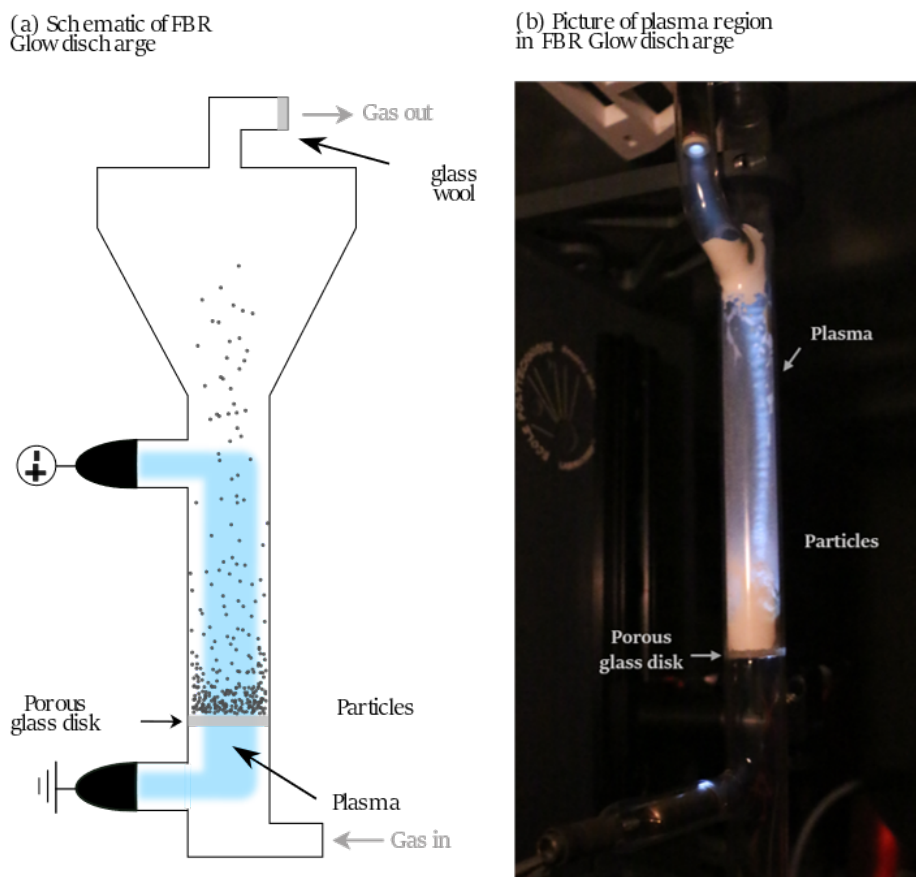 (a) Schematic of FBR
Glow discharge
Gas out
glass
wool
Porous
glass disk
Particles
Plasma
Gas in
(b) Picture of plasma region
in FBR Glow discharge
Plasma
Particles
Porous
glass disk